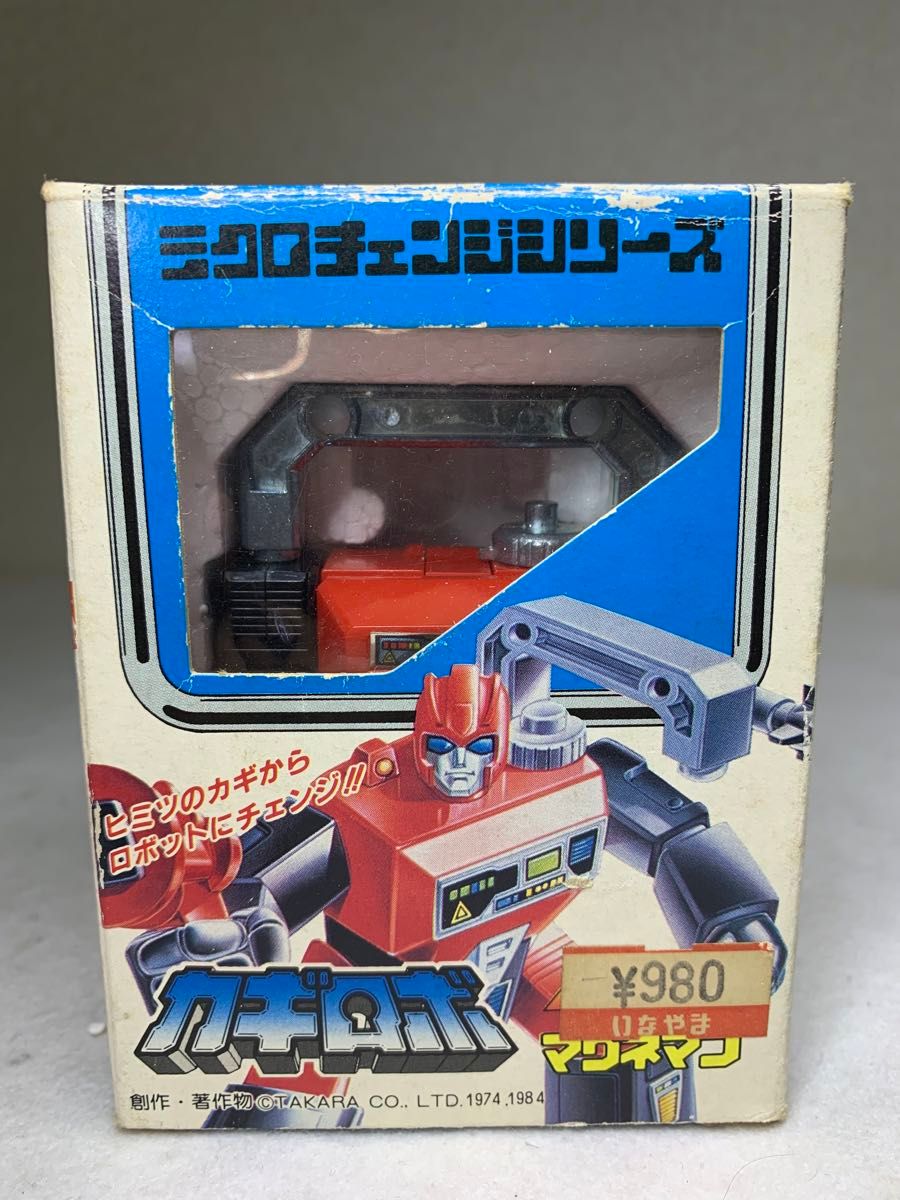 ミクロチェンジシリーズ
ヒミツのカギから
ロボットにチェンジ!!
カギロボ
¥980
いなやま
マグネマン
創作・著作物©TAKARA CO., LTD. 1974,1984